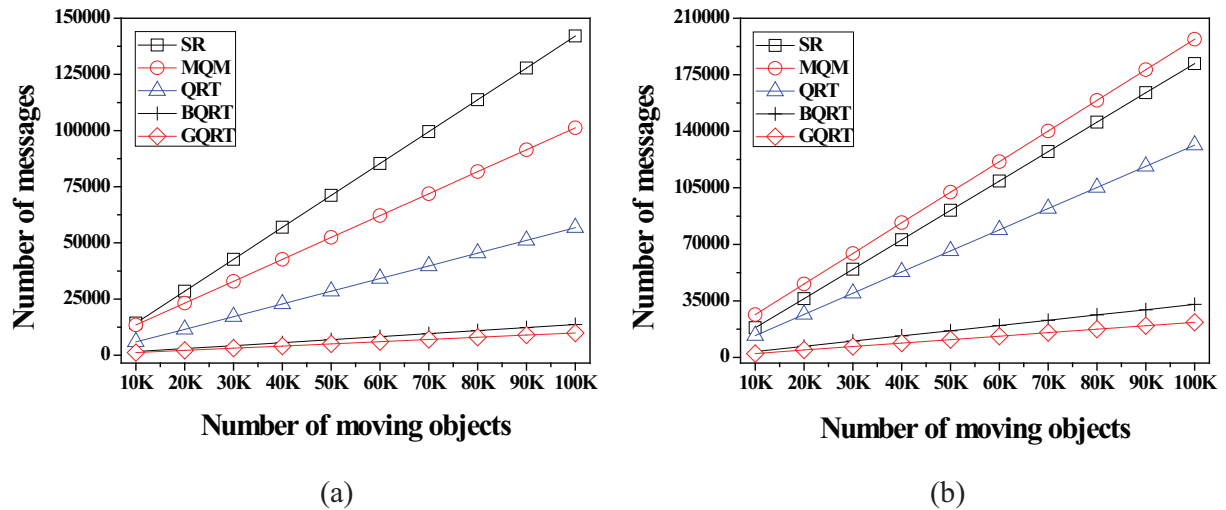 150000
125000
100000
75000
50000
25000
0
Number of messages
SR
MQM
QRT
BQRT
GQRT
10K 20K 30K 40K 50K 60K 70K 80K 90K 100K
Number of moving objects
(a)
210000
175000
140000
105000
70000
35000
0
Number of messages
SR
MQM
QRT
BQRT
GQRT
10K 20K 30K 40K 50K 60K 70K 80K 90K 100K
Number of moving objects
(b)